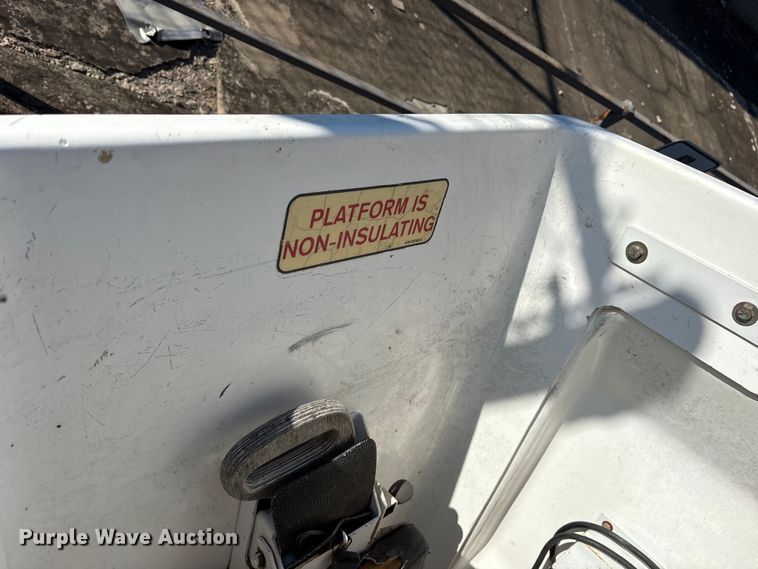 PLATFORM IS
NON-INSULATING
Purple Wave Auction